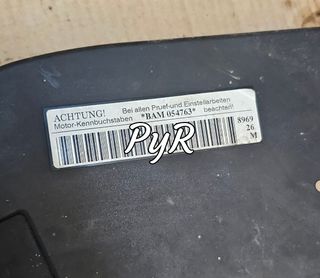 ACHTUNG! Bei allen Pruef-und Einstellarbeiten
Motor-Kennbuchstaben *BAM 054763* beachten!
8969
26
M
PyR